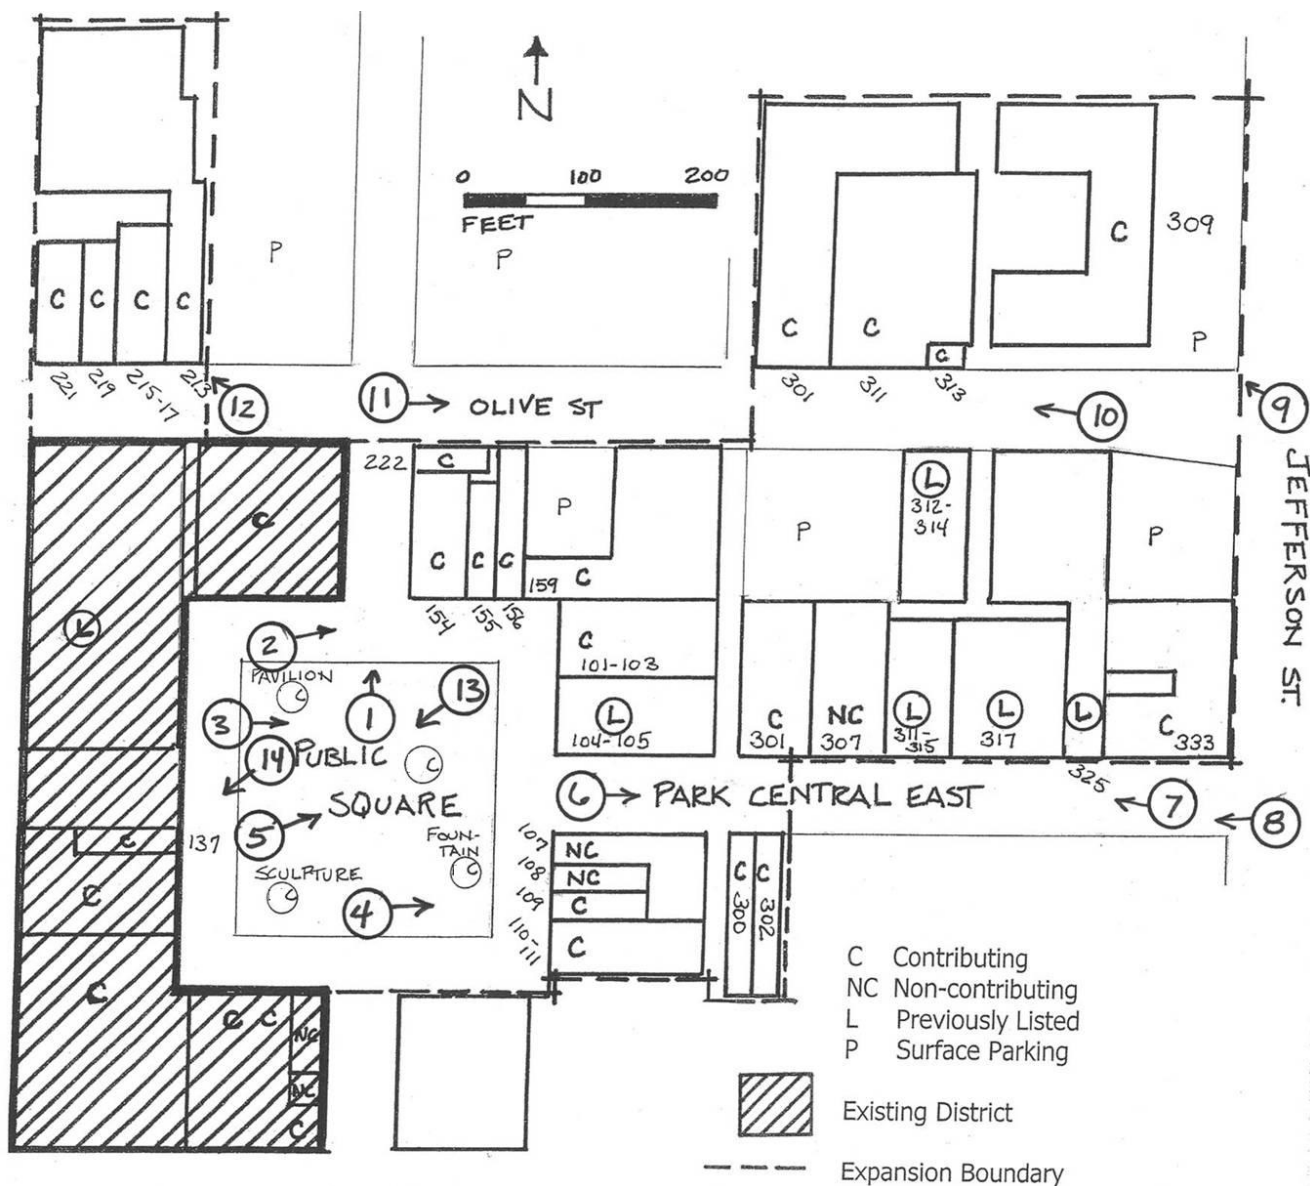 N
0 100 200
FEET
P
P
C
309
C C C C
C
C
C
P
221 219 215-17 213
301 311 313
12
11
OLIVE ST
10
9
JEFFERSON ST.
222
C
C
P
L
312-
314
P
P
L
C C C
159
C
154 155 156
2
PAVILION
C
1
13
3
C
101-103
L
104-105
C
301
NC
307
L
311-
315
L
317
L
C
333
325
14
PUBLIC
C
SQUARE
6
PARK CENTRAL EAST
7
8
5
C
137
FOUN-
TAIN
C
SCULPTURE
C
4
C
107
NC
108
NC
109
C
110-
111
C
C
300
C
302
C
C C
NC
NC
C
C Contributing
NC Non-contributing
L Previously Listed
P Surface Parking
Existing District
Expansion Boundary